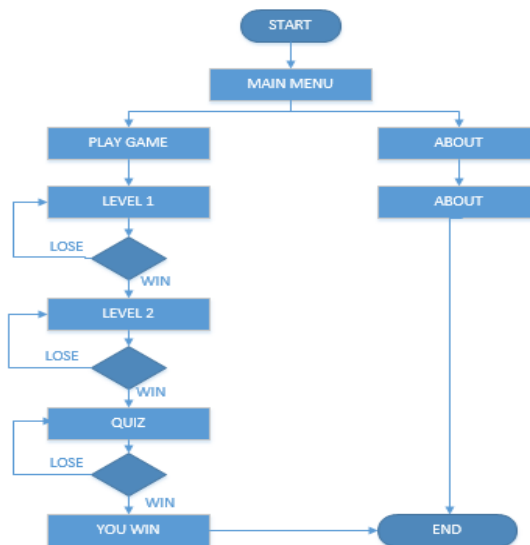 START
MAIN MENU
PLAY GAME
ABOUT
LEVEL 1
ABOUT
LOSE
WIN
LEVEL 2
LOSE
WIN
QUIZ
LOSE
WIN
YOU WIN
END